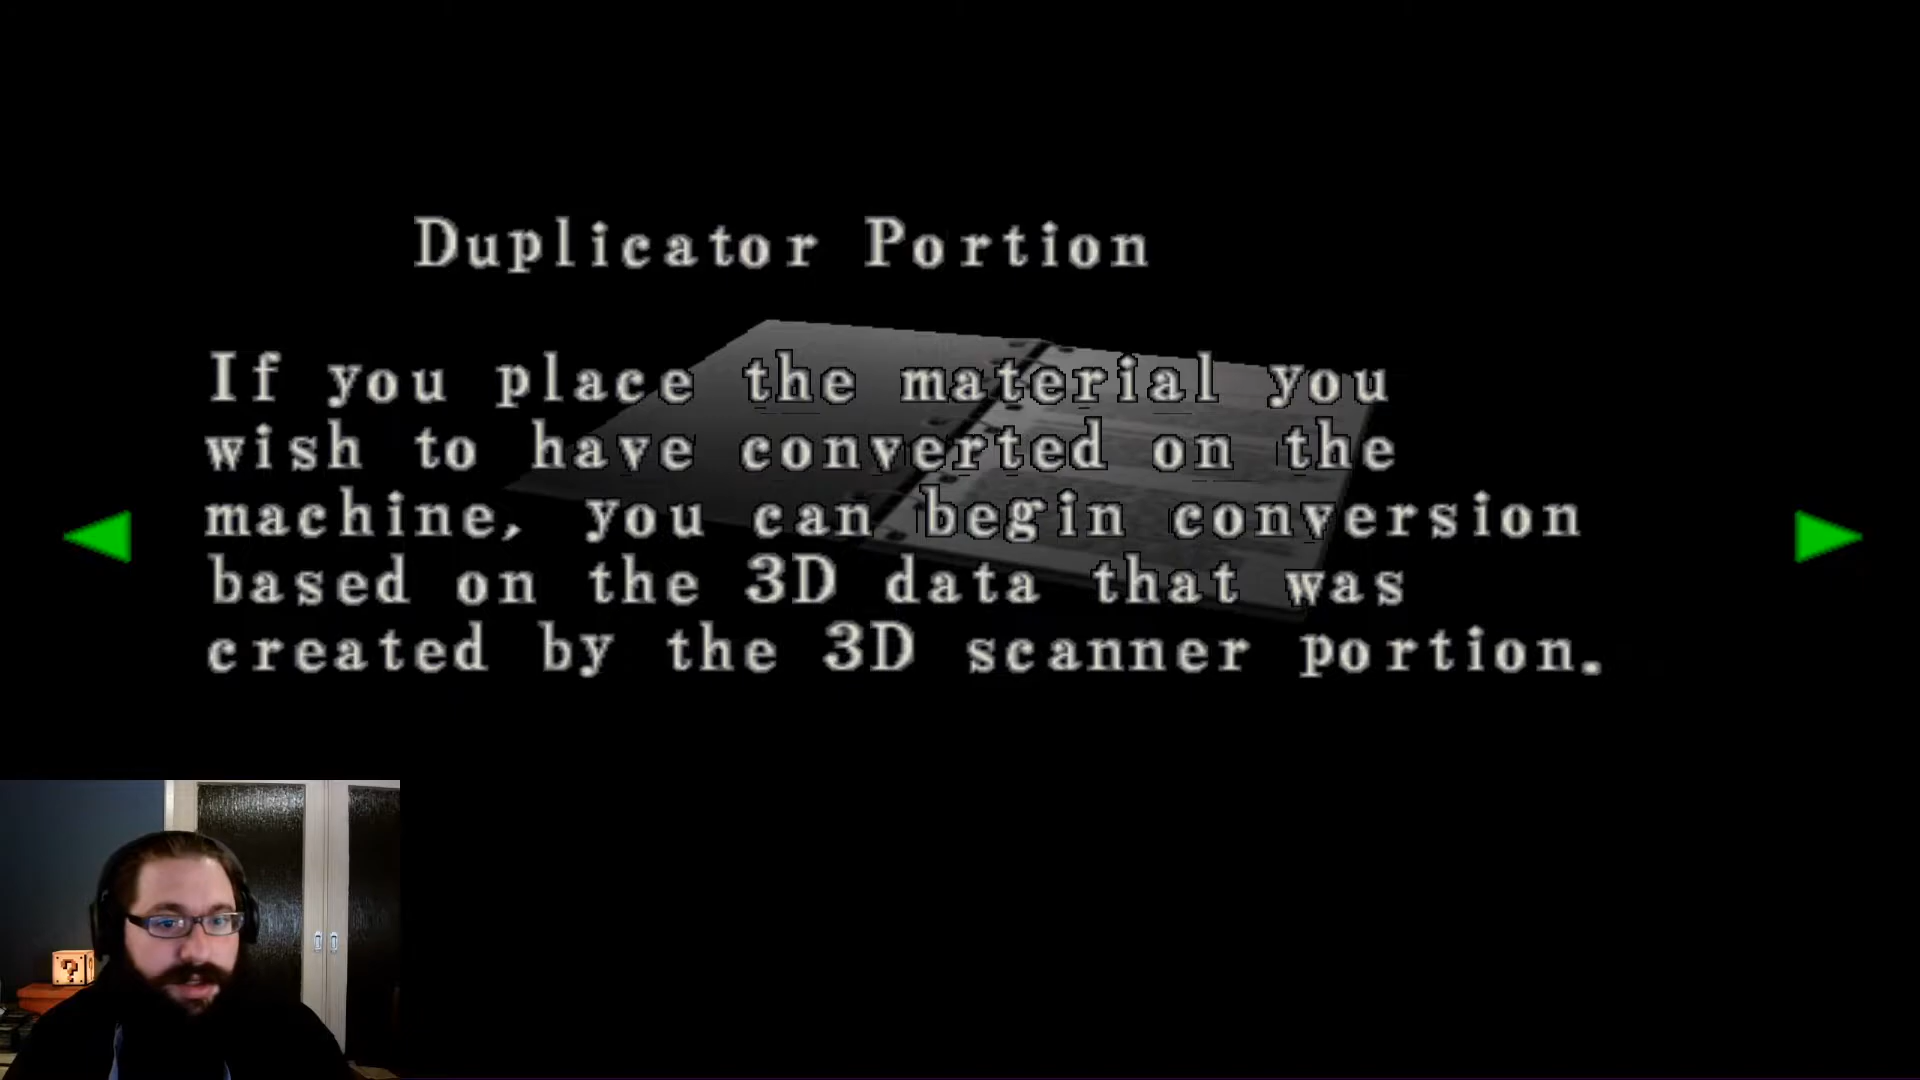 Duplicator Portion
If you place the material you
wish to have converted on the
machine, you can begin conversion
based on the 3D data that was
created by the 3D scanner portion.
?